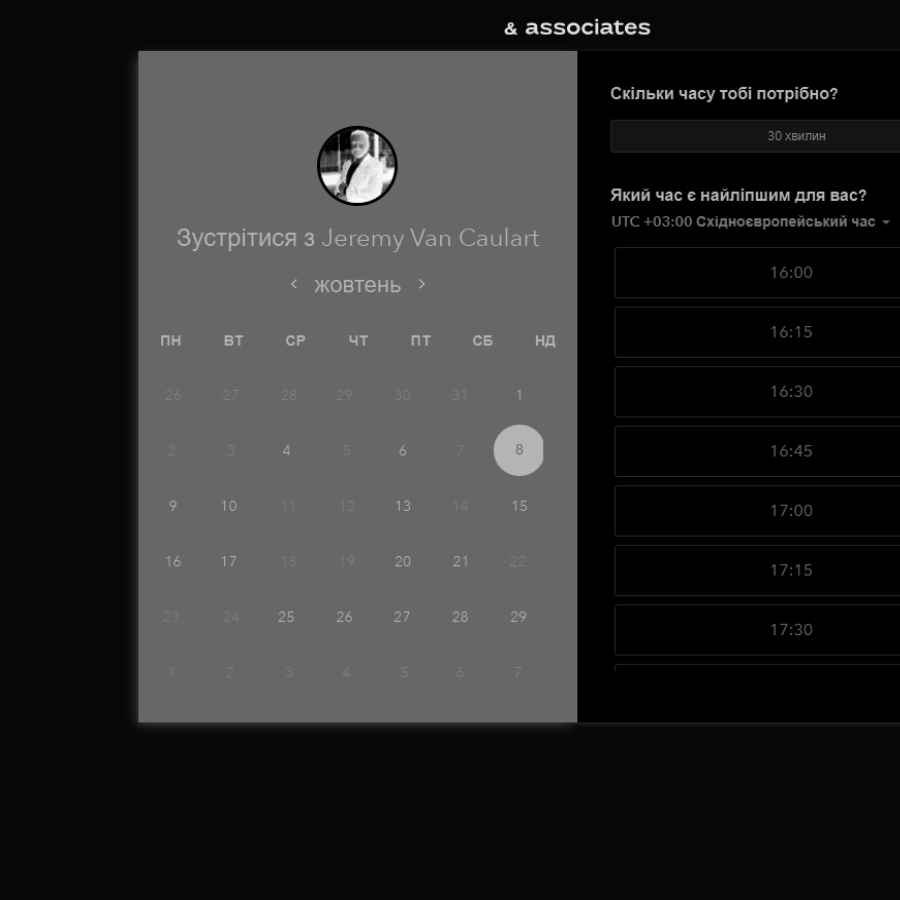 & associates
Зустрітися з Jeremy Van Caulart
жовтень
ПН ВТ СР ЧТ ПТ СБ НД
26 27 28 29 30 31 1
2 3 4 5 6 7 8
9 10 11 12 13 14 15
16 17 18 19 20 21 22
23 24 25 26 27 28 29
1 2 3 4 5 6 7
Скільки часу тобі потрібно?
30 хвилин
Який час є найліпшим для вас?
UTC +03:00 Східноєвропейський час
16:00
16:15
16:30
16:45
17:00
17:15
17:30